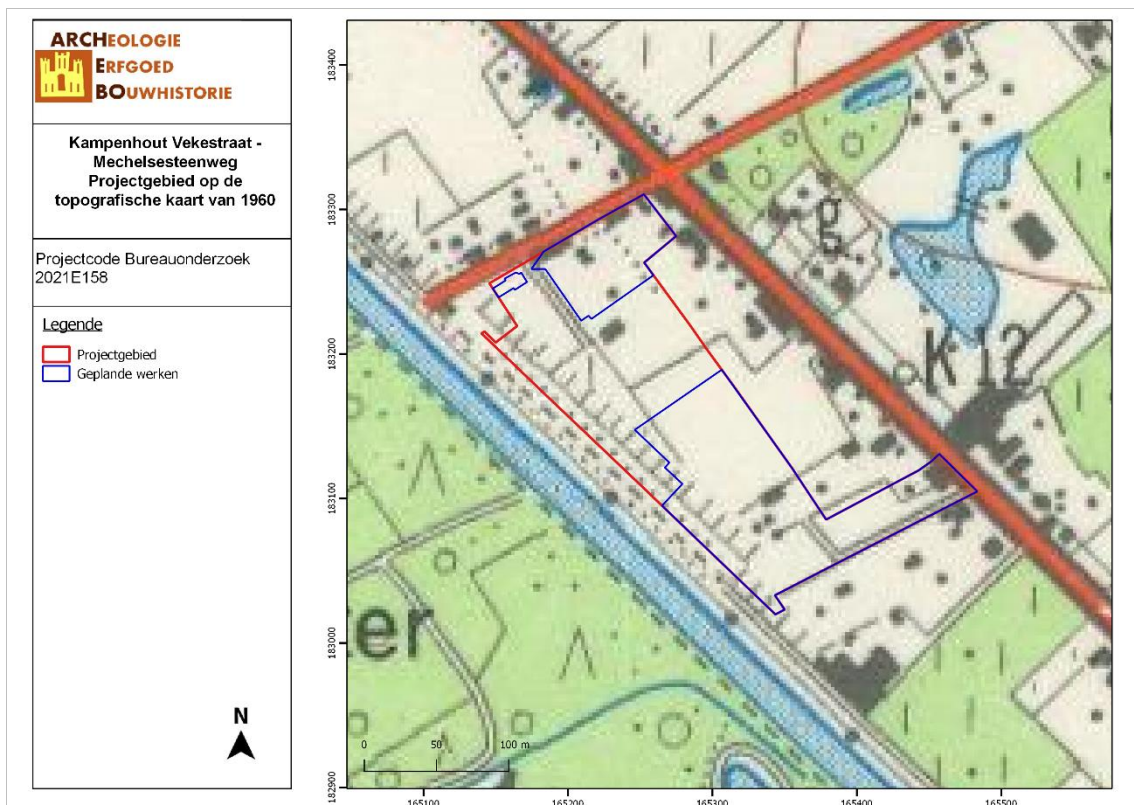 ARCHEOLOGIE
ERFGOED
BOUWHISTORIE
Kampenhout Vekestraat -
Mechelsesteenweg
Projectgebied op de
topografische kaart van 1960
Projectcode Bureauonderzoek
2021E158
Legende
Projectgebied
Geplande werken
N
183400
183300
183200
183100
183000
182900
g
K 12
ter
0 50 100 m
165100 165200 165300 165400 165500